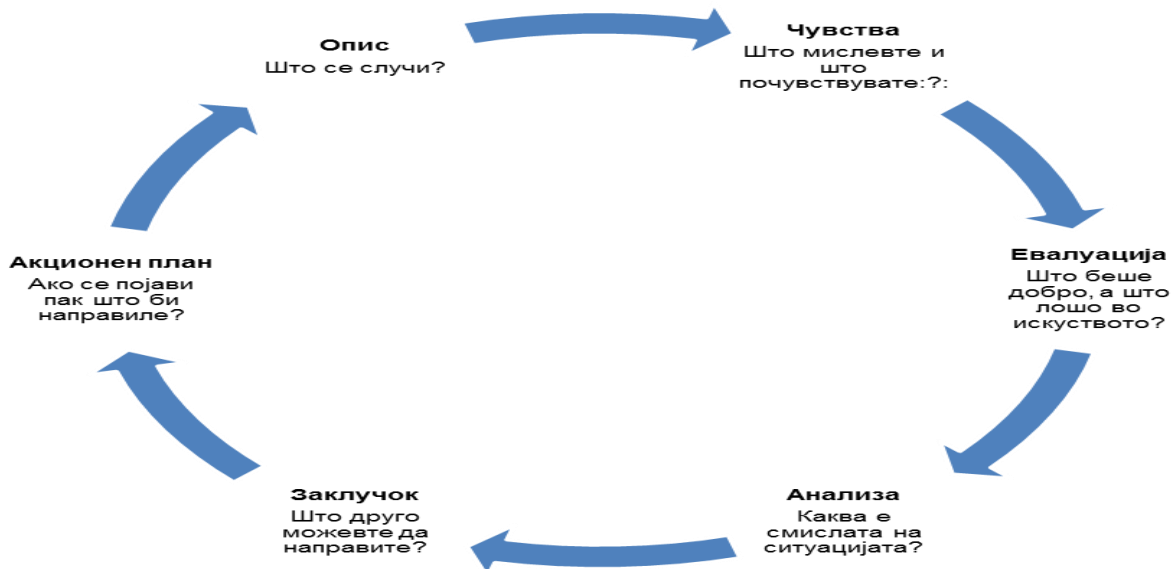 Опис
Што се случи?
Чувства
Што мислевте и
што
почувствувате:?:
Евалуација
Што беше
добро, а што
лошо во
искуството?
Анализа
Каква е
смислата на
ситуацијата?
Заклучок
Што друго
можевте да
направите?
Акционен план
Ако се појави
пак што би
направиле?